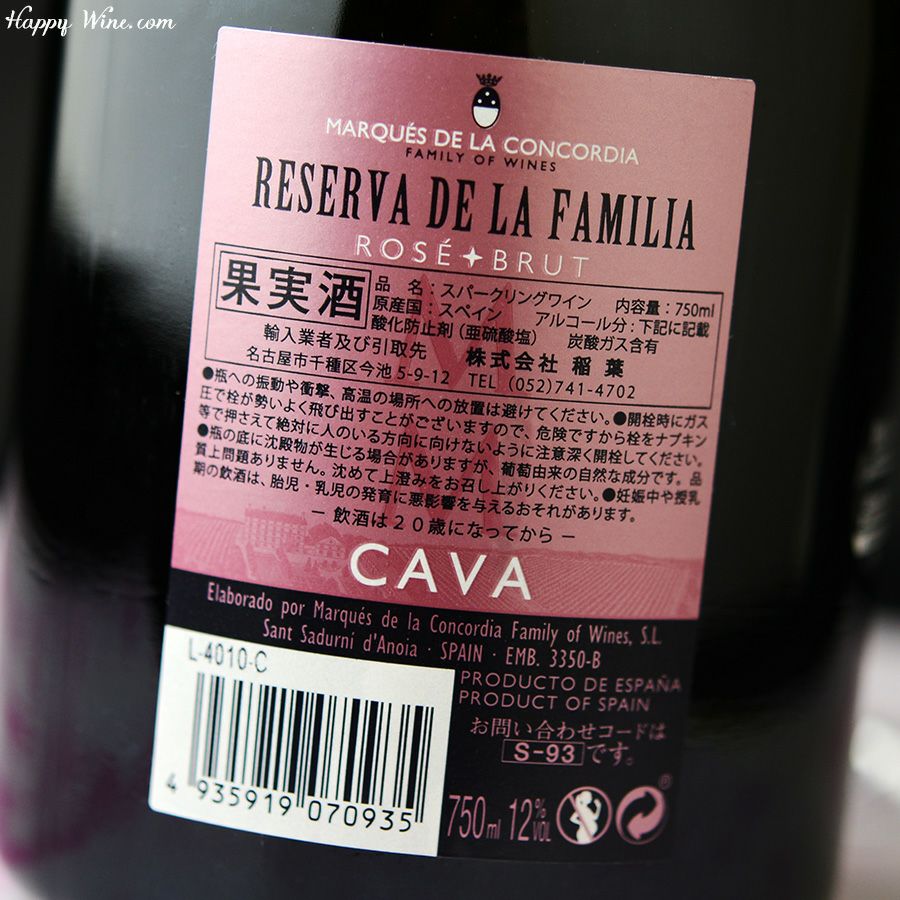 Happy Wine.com
MARQUÉS DE LA CONCORDIA
FAMILY OF WINES
RESERVA DE LA FAMILIA
ROSÉ BRUT
果実酒
品 名：スパークリングワイン 内容量：750ml
原産国：スペイン アルコール分：下記に記載
酸化防止剤（亜硫酸塩） 炭酸ガス含有
輸入業者及び引取先 株式会社 稲葉
名古屋市千種区今池 5-9-12 TEL (052)741-4702
●瓶への振動や衝撃、高温の場所への放置は避けてください。●開栓時にガス
圧で栓が勢いよく飛び出すことがございますので、危険ですから栓をナプキン
等で押さえて絶対に人のいる方向に向けないように注意深く開栓してください。
●瓶の底に沈殿物が生じる場合がありますが、葡萄由来の自然な成分です。品
質上問題ありません。沈めて上澄みをお召し上がりください。●妊娠中や授乳
期の飲酒は、胎児・乳児の発育に悪影響を与えるおそれがあります。
－ 飲酒は２０歳になってから －
CAVA
Elaborado por Marqués de la Concordia Family of Wines, S.L.
Sant Sadurní d'Anoia · SPAIN · EMB. 3350-B
L-4010-C
PRODUCTO DE ESPAÑA
PRODUCT OF SPAIN
お問い合わせコードは
S-93 です。
4 935919 070935
750ml 12% VOL